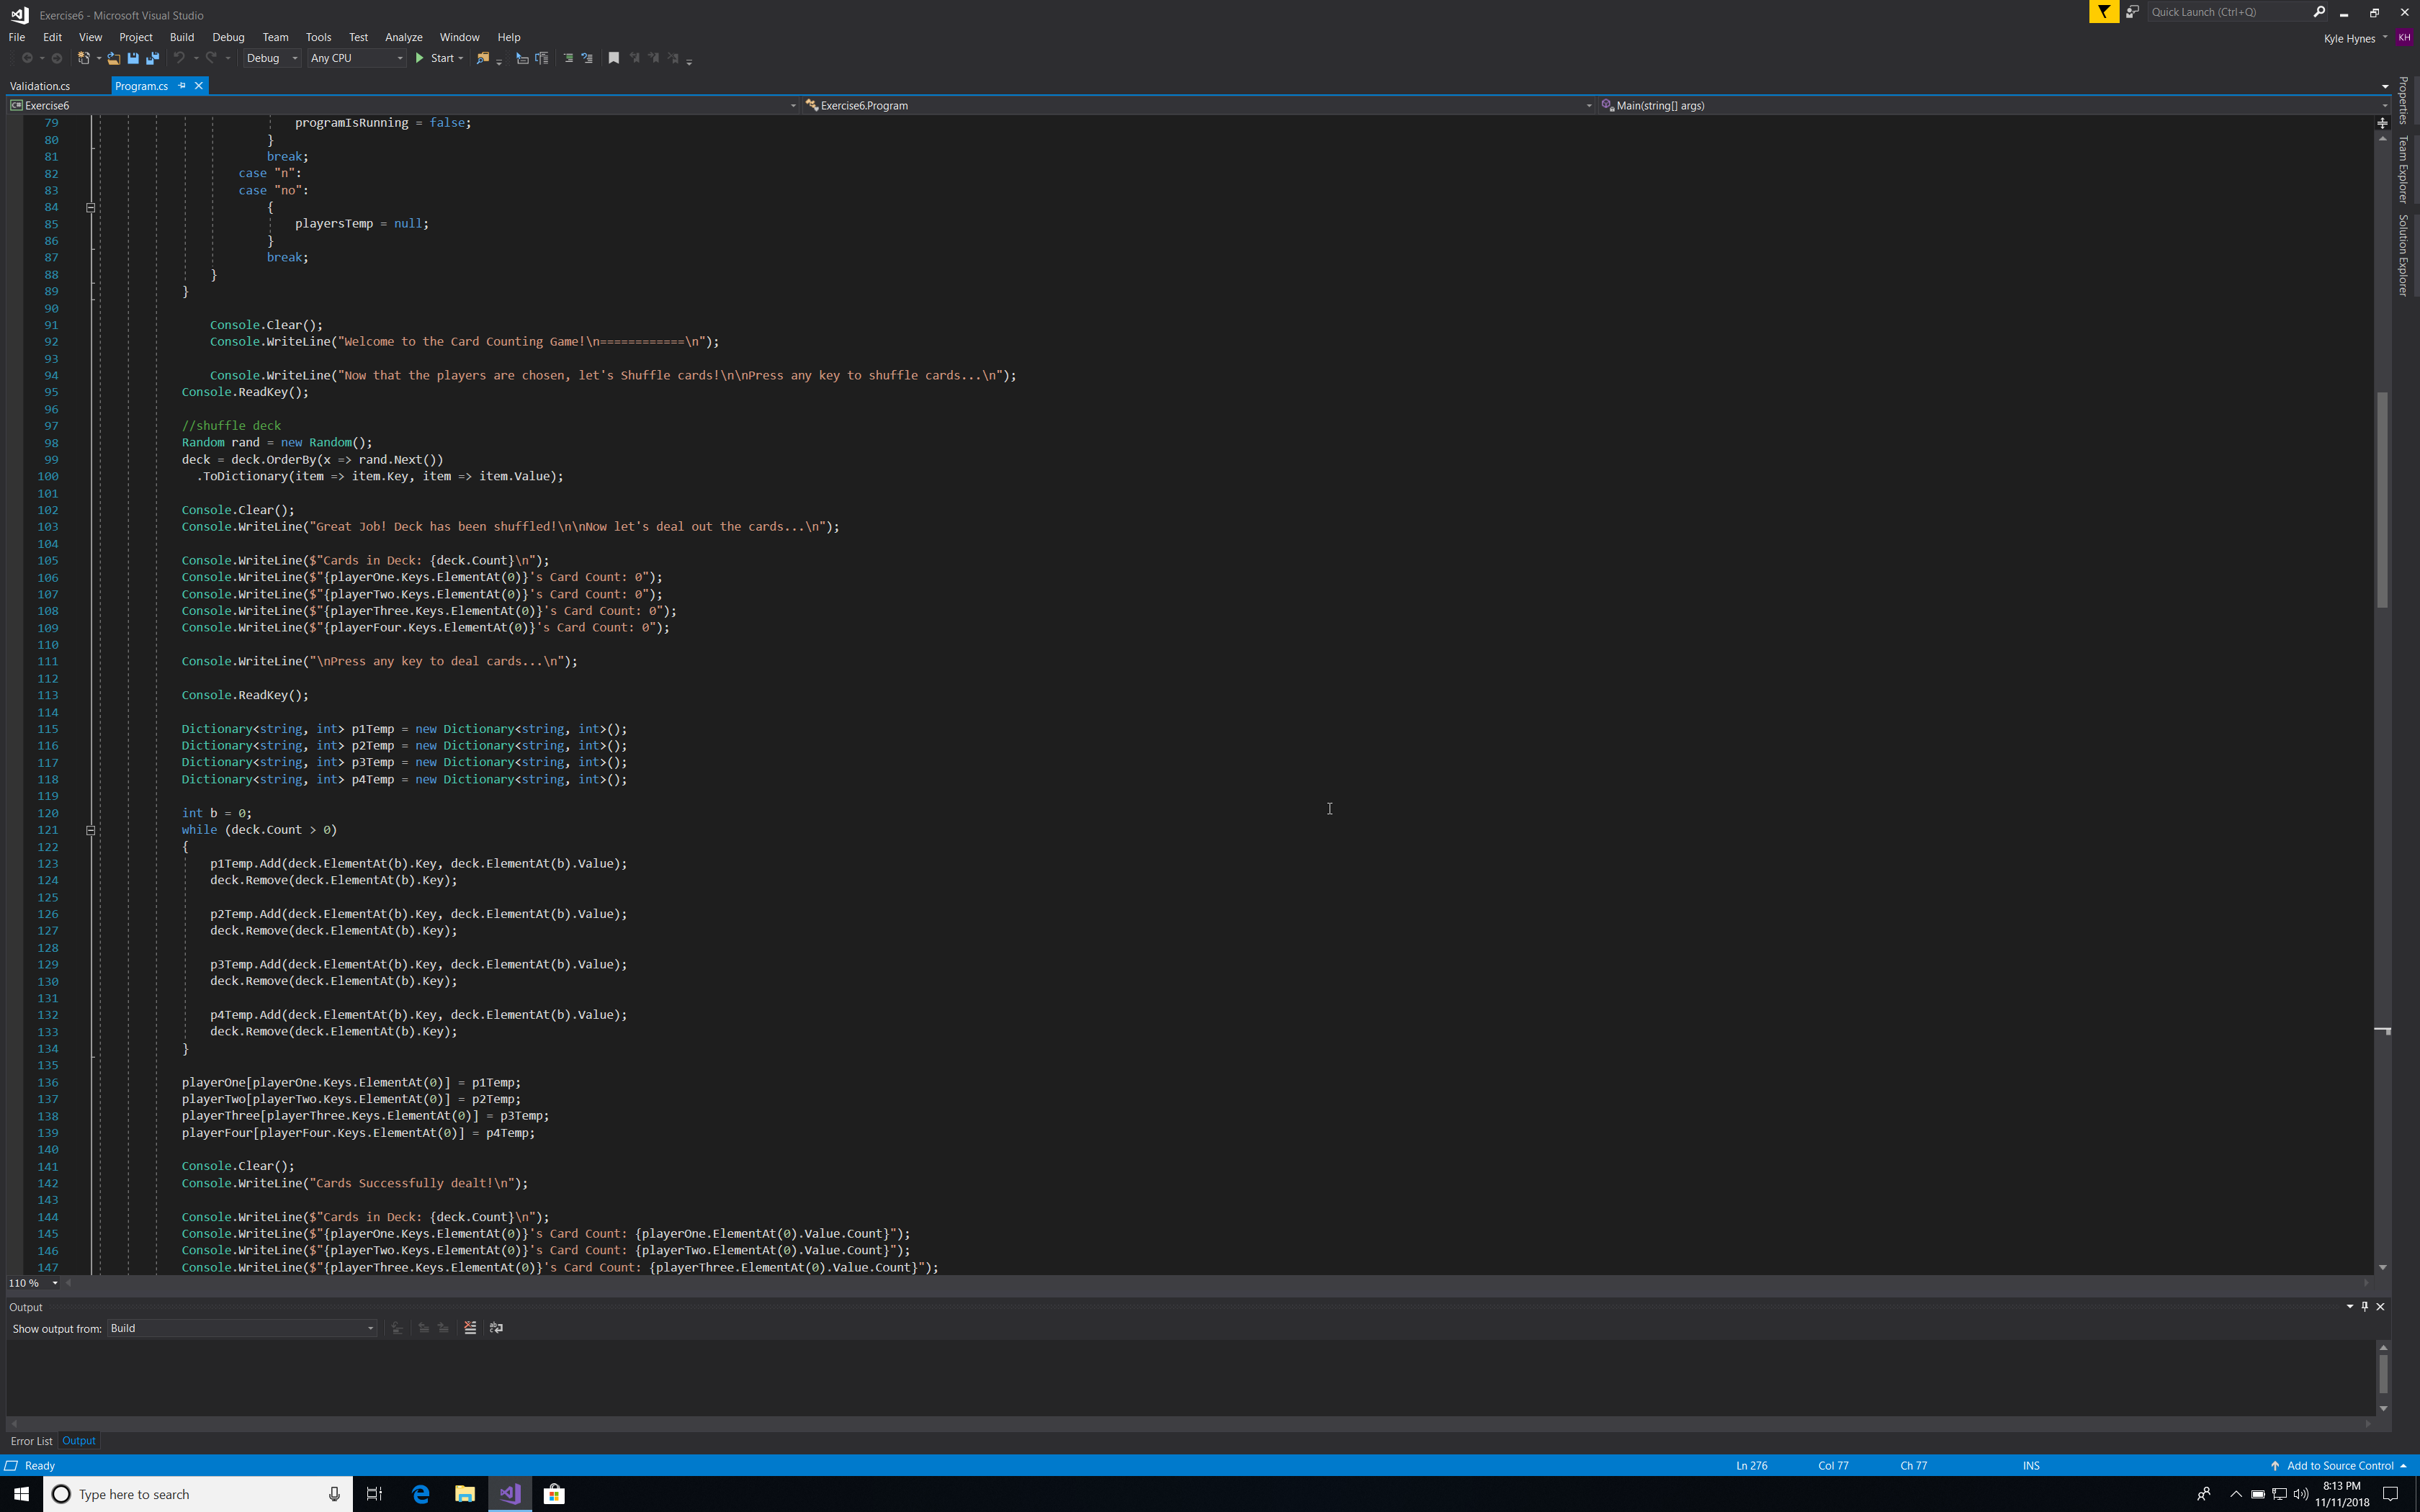 Exercise6 - Microsoft Visual Studio
Quick Launch (Ctrl+Q)
File Edit View Project Build Debug Team Tools Test Analyze Window Help
Kyle Hynes KH
Debug Any CPU Start
Validation.cs Program.cs
Exercise6 Exercise6.Program Main(string[] args)
Properties
Team Explorer
Solution Explorer
79 programIsRunning = false;
80 }
81 break;
82 case "n":
83 case "no":
84 {
85 playersTemp = null;
86 }
87 break;
88 }
89 }
90
91 Console.Clear();
92 Console.WriteLine("Welcome to the Card Counting Game!\n============\n");
93
94 Console.WriteLine("Now that the players are chosen, let's Shuffle cards!\n\nPress any key to shuffle cards...\n");
95 Console.ReadKey();
96
97 //shuffle deck
98 Random rand = new Random();
99 deck = deck.OrderBy(x => rand.Next())
100 .ToDictionary(item => item.Key, item => item.Value);
101
102 Console.Clear();
103 Console.WriteLine("Great Job! Deck has been shuffled!\n\nNow let's deal out the cards...\n");
104
105 Console.WriteLine($"Cards in Deck: {deck.Count}\n");
106 Console.WriteLine($"{playerOne.Keys.ElementAt(0)}'s Card Count: 0");
107 Console.WriteLine($"{playerTwo.Keys.ElementAt(0)}'s Card Count: 0");
108 Console.WriteLine($"{playerThree.Keys.ElementAt(0)}'s Card Count: 0");
109 Console.WriteLine($"{playerFour.Keys.ElementAt(0)}'s Card Count: 0");
110
111 Console.WriteLine("\nPress any key to deal cards...\n");
112
113 Console.ReadKey();
114
115 Dictionary<string, int> p1Temp = new Dictionary<string, int>();
116 Dictionary<string, int> p2Temp = new Dictionary<string, int>();
117 Dictionary<string, int> p3Temp = new Dictionary<string, int>();
118 Dictionary<string, int> p4Temp = new Dictionary<string, int>();
119
120 int b = 0;
121 while (deck.Count > 0)
122 {
123 p1Temp.Add(deck.ElementAt(b).Key, deck.ElementAt(b).Value);
124 deck.Remove(deck.ElementAt(b).Key);
125
126 p2Temp.Add(deck.ElementAt(b).Key, deck.ElementAt(b).Value);
127 deck.Remove(deck.ElementAt(b).Key);
128
129 p3Temp.Add(deck.ElementAt(b).Key, deck.ElementAt(b).Value);
130 deck.Remove(deck.ElementAt(b).Key);
131
132 p4Temp.Add(deck.ElementAt(b).Key, deck.ElementAt(b).Value);
133 deck.Remove(deck.ElementAt(b).Key);
134 }
135
136 playerOne[playerOne.Keys.ElementAt(0)] = p1Temp;
137 playerTwo[playerTwo.Keys.ElementAt(0)] = p2Temp;
138 playerThree[playerThree.Keys.ElementAt(0)] = p3Temp;
139 playerFour[playerFour.Keys.ElementAt(0)] = p4Temp;
140
141 Console.Clear();
142 Console.WriteLine("Cards Successfully dealt!\n");
143
144 Console.WriteLine($"Cards in Deck: {deck.Count}\n");
145 Console.WriteLine($"{playerOne.Keys.ElementAt(0)}'s Card Count: {playerOne.ElementAt(0).Value.Count}");
146 Console.WriteLine($"{playerTwo.Keys.ElementAt(0)}'s Card Count: {playerTwo.ElementAt(0).Value.Count}");
147 Console.WriteLine($"{playerThree.Keys.ElementAt(0)}'s Card Count: {playerThree.ElementAt(0).Value.Count}");
110 %
Output
Show output from: Build
Error List Output
Ready Ln 276 Col 77 Ch 77 INS Add to Source Control
Type here to search
8:13 PM
11/11/2018